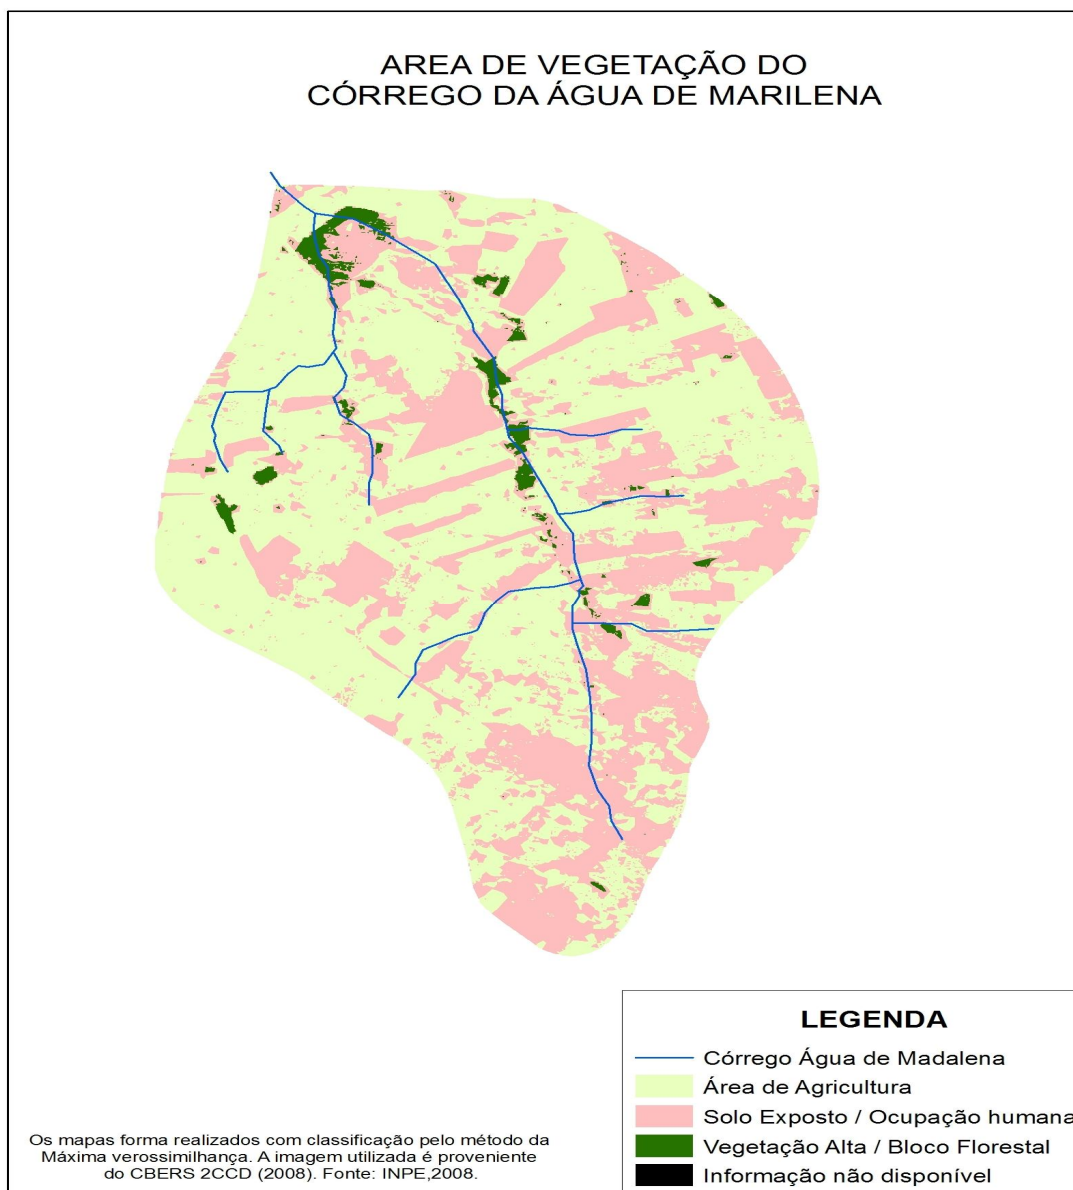 AREA DE VEGETAÇÃO DO
CÓRREGO DA ÁGUA DE MARILENA
LEGENDA
Córrego Água de Madalena
Área de Agricultura
Solo Exposto / Ocupação humana
Vegetação Alta / Bloco Florestal
Informação não disponível
Os mapas forma realizados com classificação pelo método da
Máxima verossimilhança. A imagem utilizada é proveniente
do CBERS 2CCD (2008). Fonte: INPE,2008.